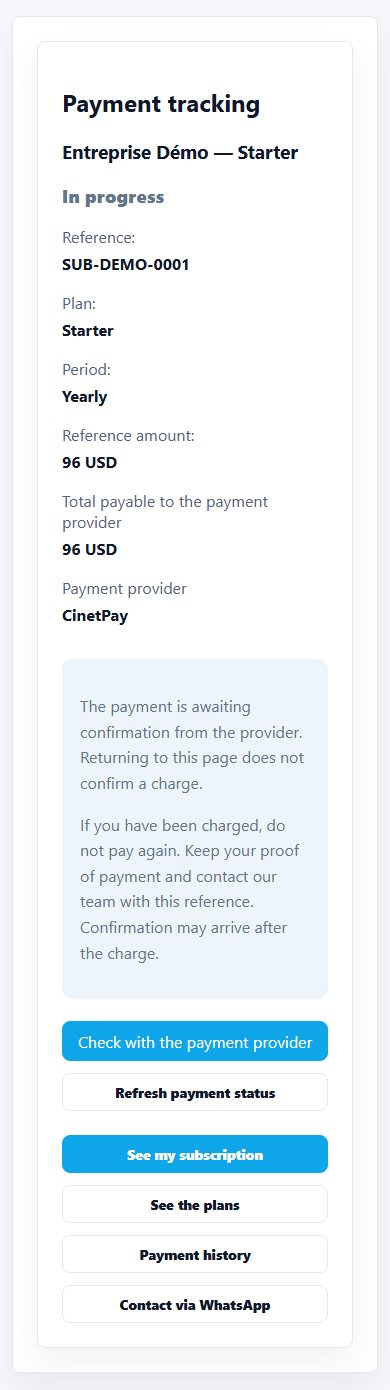 Payment tracking
Entreprise Démo — Starter
In progress
Reference:
SUB-DEMO-0001
Plan:
Starter
Period:
Yearly
Reference amount:
96 USD
Total payable to the payment
provider
96 USD
Payment provider
CinetPay
The payment is awaiting
confirmation from the provider.
Returning to this page does not
confirm a charge.
If you have been charged, do
not pay again. Keep your proof
of payment and contact our
team with this reference.
Confirmation may arrive after
the charge.
Check with the payment provider
Refresh payment status
See my subscription
See the plans
Payment history
Contact via WhatsApp